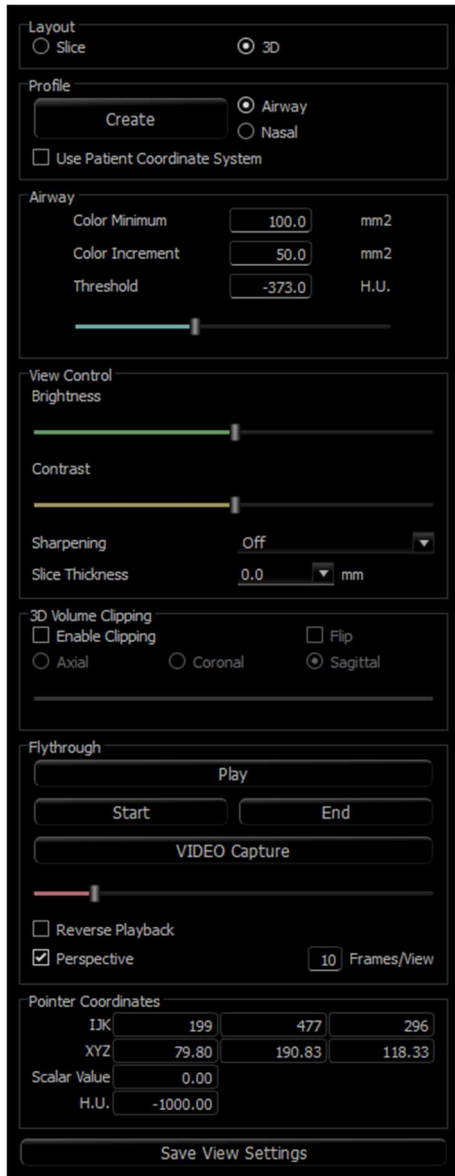 Layout
Slice 3D
Profile
Create
Airway
Nasal
Use Patient Coordinate System
Airway
Color Minimum 100.0 mm2
Color Increment 50.0 mm2
Threshold -373.0 H.U.
View Control
Brightness
Contrast
Sharpening Off
Slice Thickness 0.0 mm
3D Volume Clipping
Enable Clipping Flip
Axial Coronal Sagittal
Flythrough
Play
Start End
VIDEO Capture
Reverse Playback
Perspective 10 Frames/View
Pointer Coordinates
IJK 199 477 296
XYZ 79.80 190.83 118.33
Scalar Value 0.00
H.U. -1000.00
Save View Settings